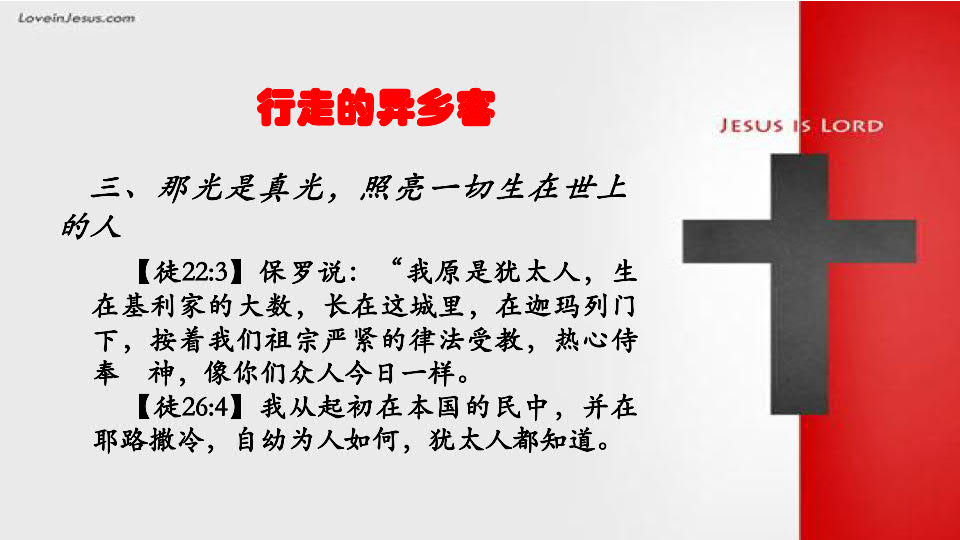 LoveinJesus.com
行走的异乡客
JESUS IS LORD
三、那光是真光，照亮一切生在世上
的人
【徒22:3】保罗说：“我原是犹太人，生
在基利家的大数，长在这城里，在迦玛列门
下，按着我们祖宗严紧的律法受教，热心侍
奉　神，像你们众人今日一样。
【徒26:4】我从起初在本国的民中，并在
耶路撒冷，自幼为人如何，犹太人都知道。